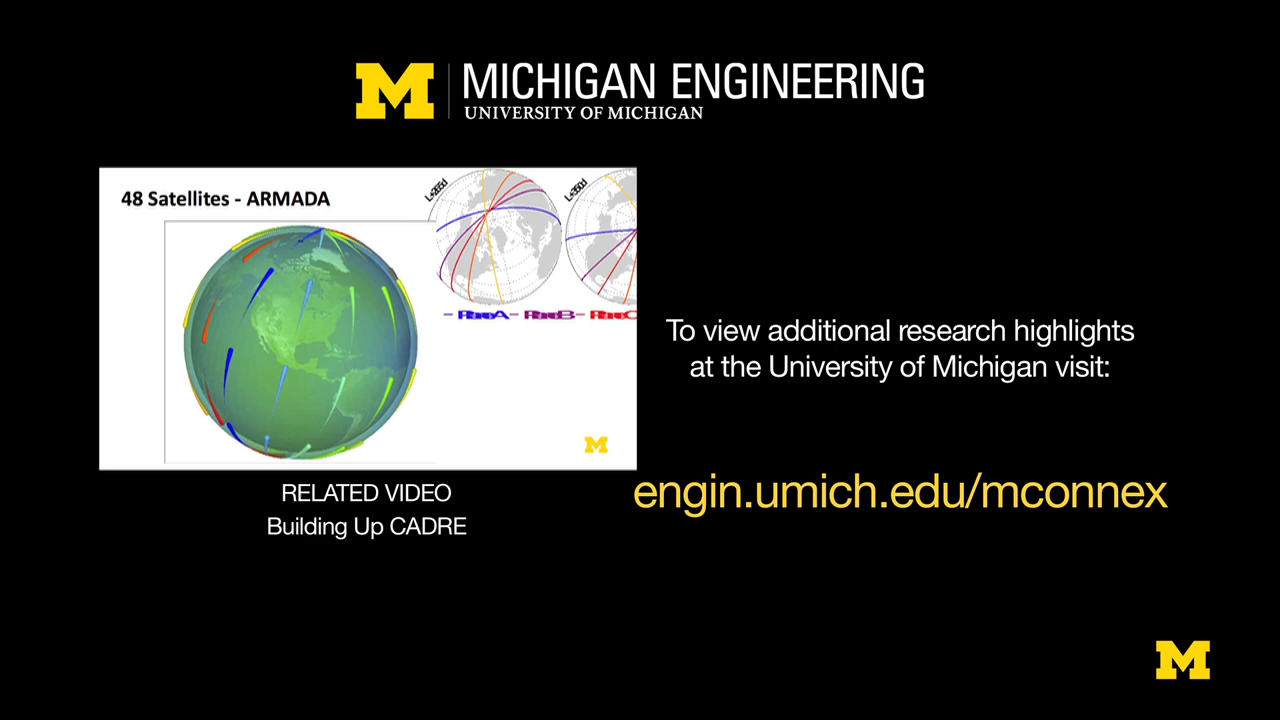 M
MICHIGAN ENGINEERING
UNIVERSITY OF MICHIGAN
48 Satellites - ARMADA
M
To view additional research highlights
at the University of Michigan visit:
engin.umich.edu/mconnex
RELATED VIDEO
Building Up CADRE
M